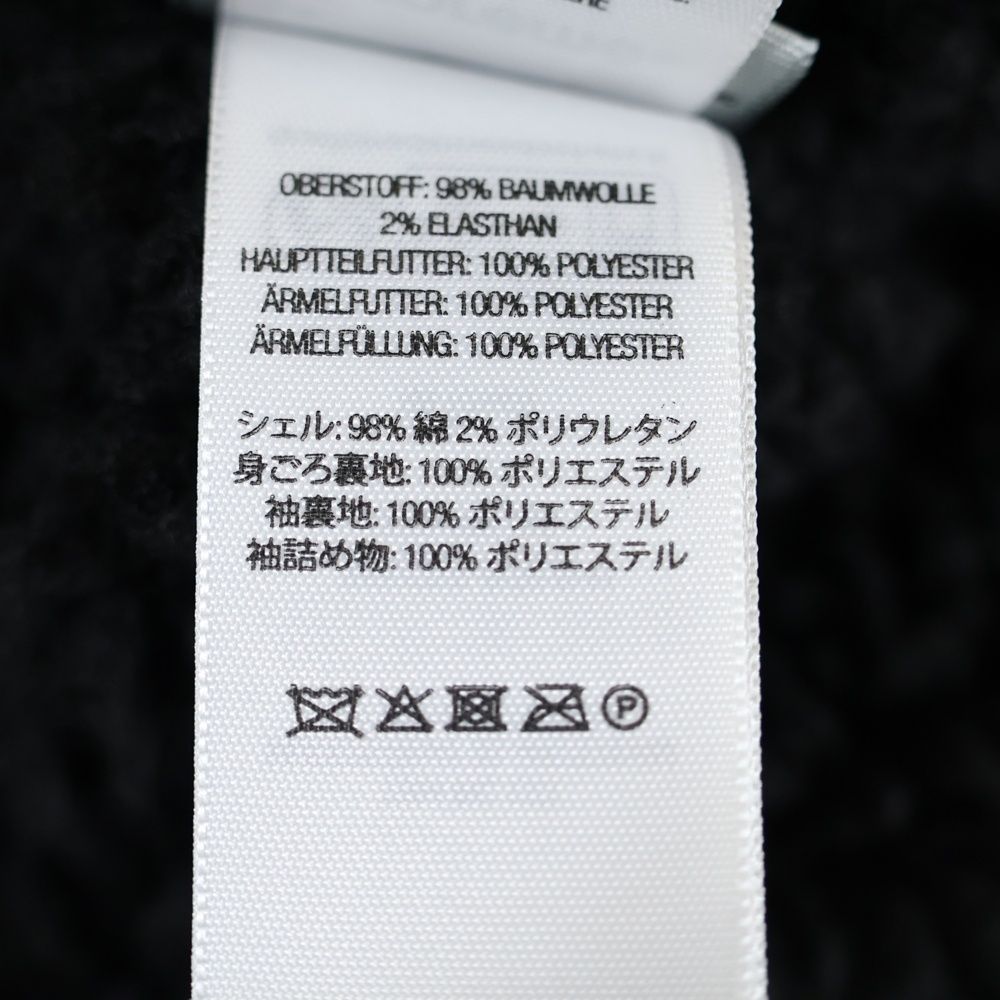 OBERSTOFF: 98% BAUMWOLLE
2% ELASTHAN
HAUPTTEILFUTTER: 100% POLYESTER
ÄRMELFUTTER: 100% POLYESTER
ÄRMELFÜLLUNG: 100% POLYESTER
シェル: 98% 綿 2% ポリウレタン
身ごろ裏地: 100% ポリエステル
袖裏地: 100% ポリエステル
袖詰め物: 100% ポリエステル
P